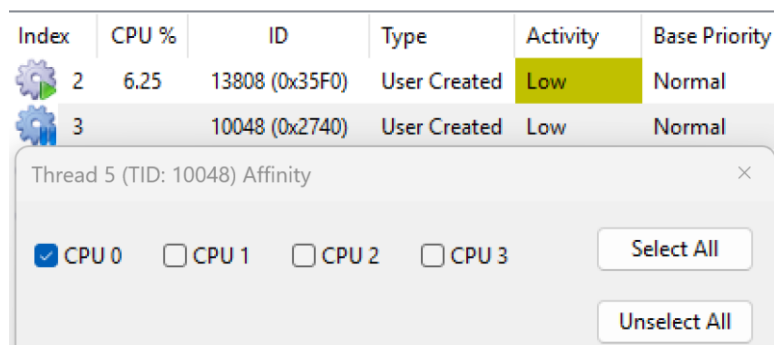 Index CPU % ID Type Activity Base Priority
2 6.25 13808 (0x35F0) User Created Low Normal
3 10048 (0x2740) User Created Low Normal
Thread 5 (TID: 10048) Affinity
CPU 0 CPU 1 CPU 2 CPU 3 Select All
Unselect All